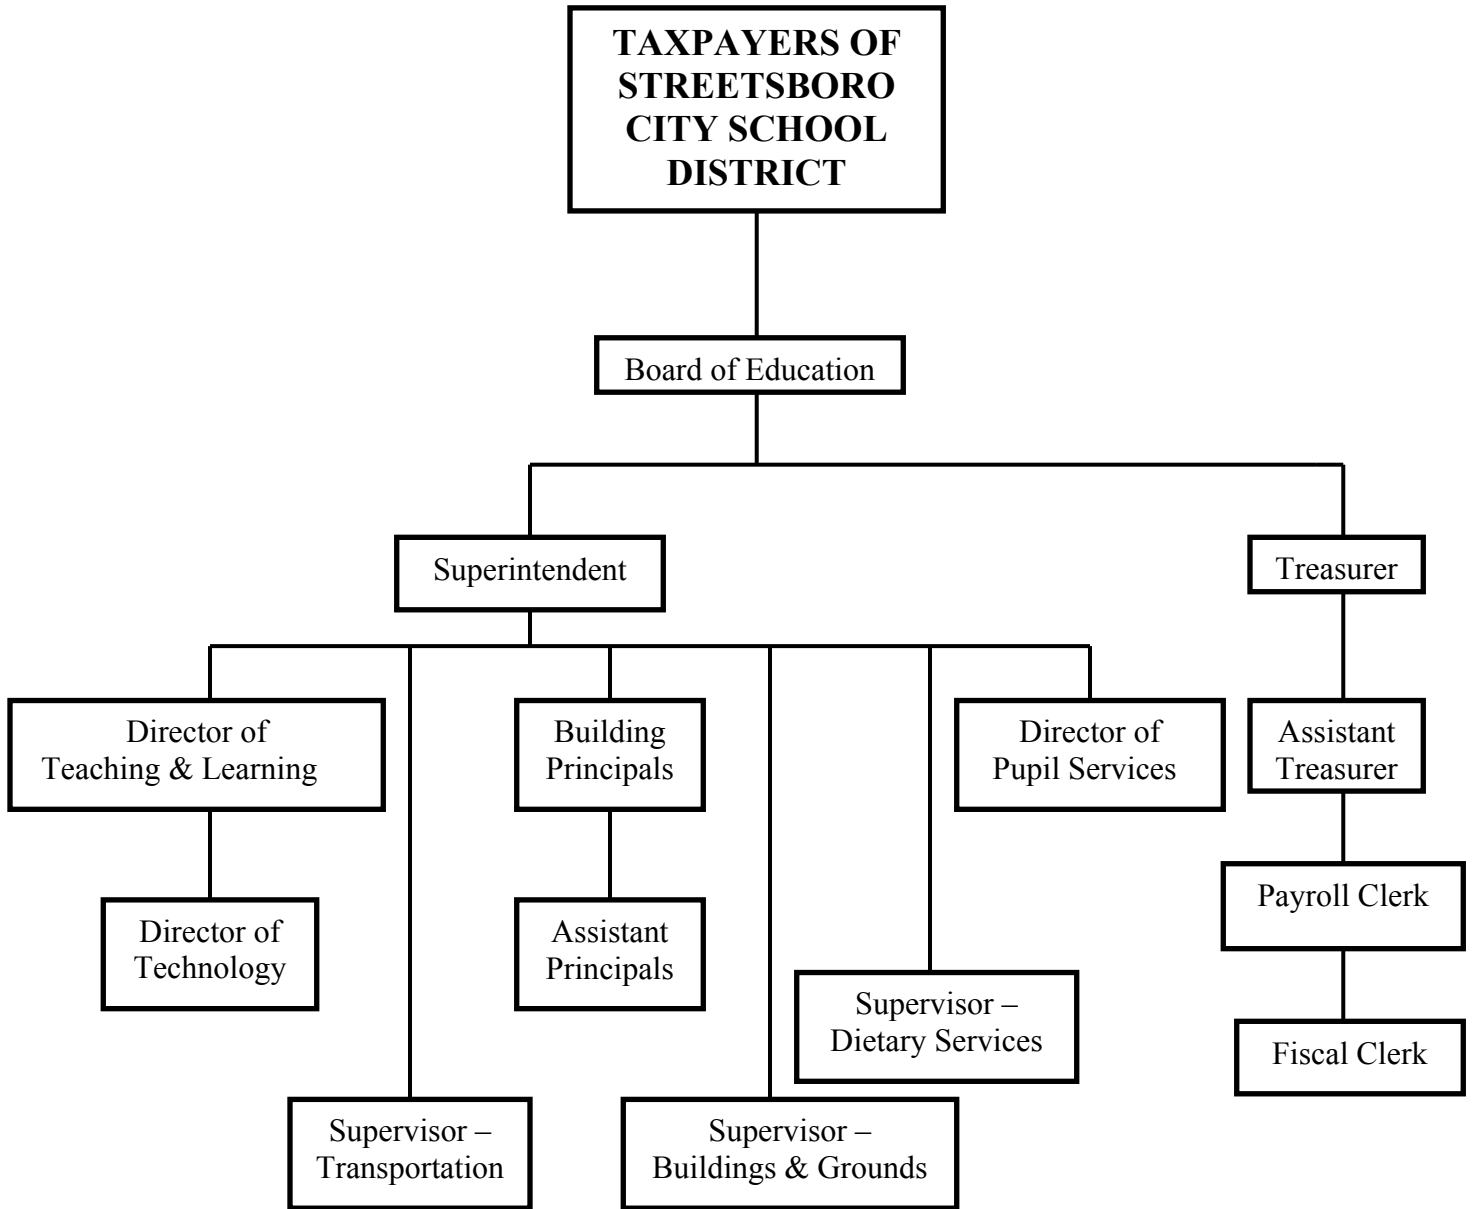 TAXPAYERS OF
STREETSBORO
CITY SCHOOL
DISTRICT
Board of Education
Superintendent
Treasurer
Director of
Teaching & Learning
Building
Principals
Director of
Pupil Services
Assistant
Treasurer
Payroll Clerk
Director of
Technology
Assistant
Principals
Supervisor –
Dietary Services
Fiscal Clerk
Supervisor –
Transportation
Supervisor –
Buildings & Grounds